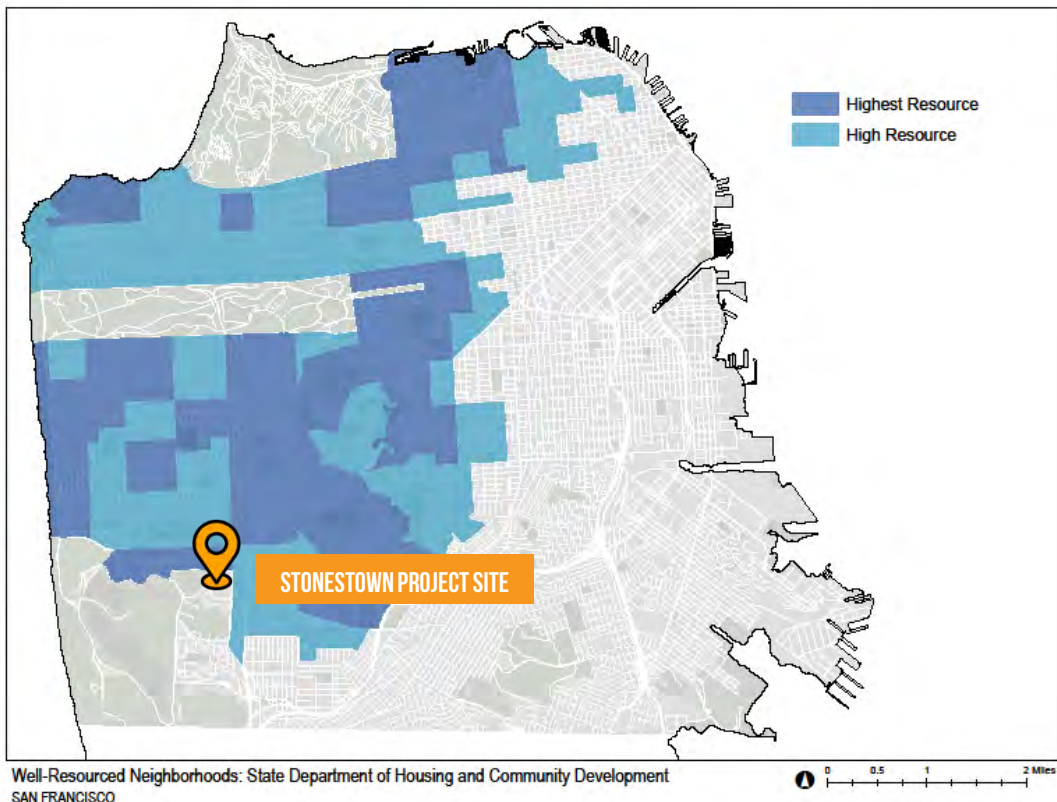 Highest Resource
High Resource
STONESTOWN PROJECT SITE
Well-Resourced Neighborhoods: State Department of Housing and Community Development
SAN FRANCISCO
0 0.5 1 2 Miles